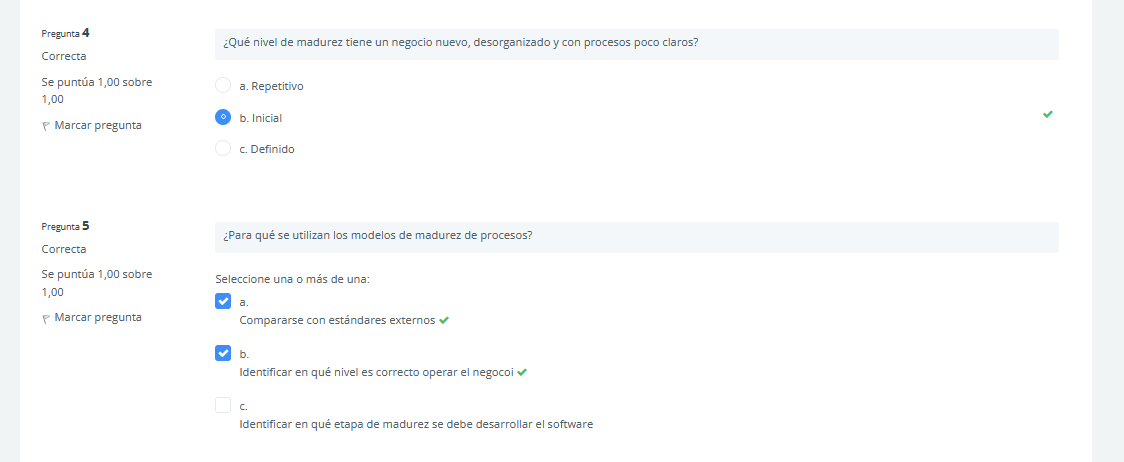 Pregunta 4
Correcta
Se puntúa 1,00 sobre
1,00
Marcar pregunta
¿Qué nivel de madurez tiene un negocio nuevo, desorganizado y con procesos poco claros?
a. Repetitivo
b. Inicial
c. Definido
Pregunta 5
Correcta
Se puntúa 1,00 sobre
1,00
Marcar pregunta
¿Para qué se utilizan los modelos de madurez de procesos?
Seleccione una o más de una:
a.
Compararse con estándares externos
b.
Identificar en qué nivel es correcto operar el negocoi
c.
Identificar en qué etapa de madurez se debe desarrollar el software